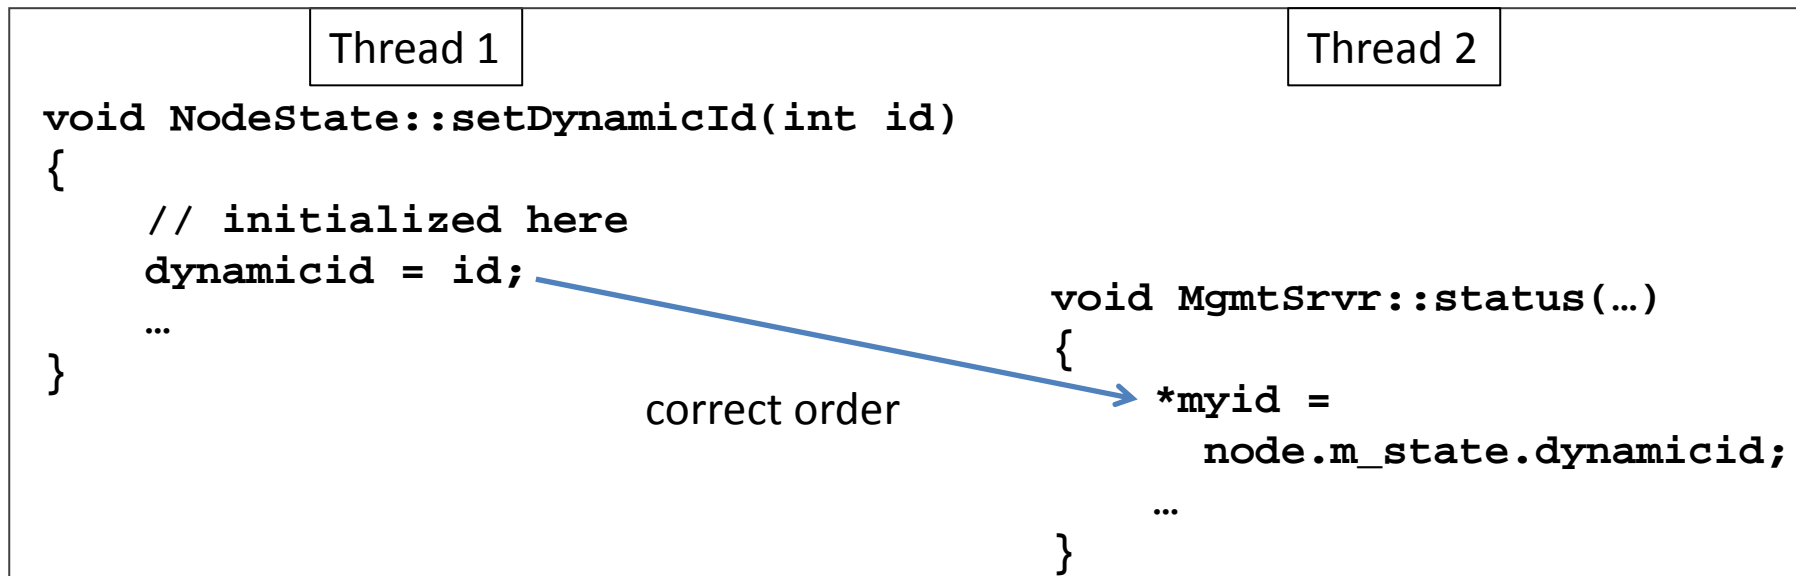 Thread 1
void NodeState::setDynamicId(int id)
{
// initialized here
dynamicid = id;
…
}
correct order
Thread 2
void MgmtSrvr::status(…)
{
*myid =
node.m_state.dynamicid;
…
}